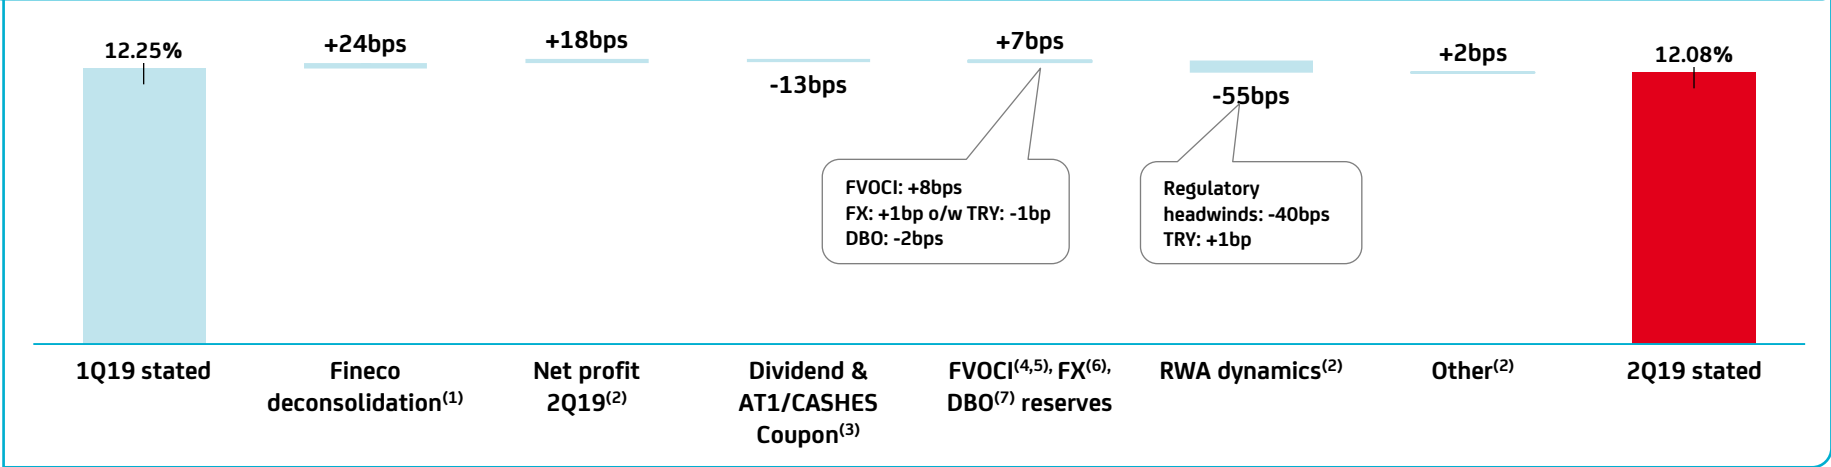 12.25%
+24bps
+18bps
-13bps
+7bps
-55bps
+2bps
12.08%
FVOCI: +8bps
FX: +1bp o/w TRY: -1bp
DBO: -2bps
Regulatory
headwinds: -40bps
TRY: +1bp
1Q19 stated
Fineco
deconsolidation(1)
Net profit
2Q19(2)
Dividend &
AT1/CASHES
Coupon(3)
FVOCI(4,5), FX(6),
DBO(7) reserves
RWA dynamics(2)
Other(2)
2Q19 stated